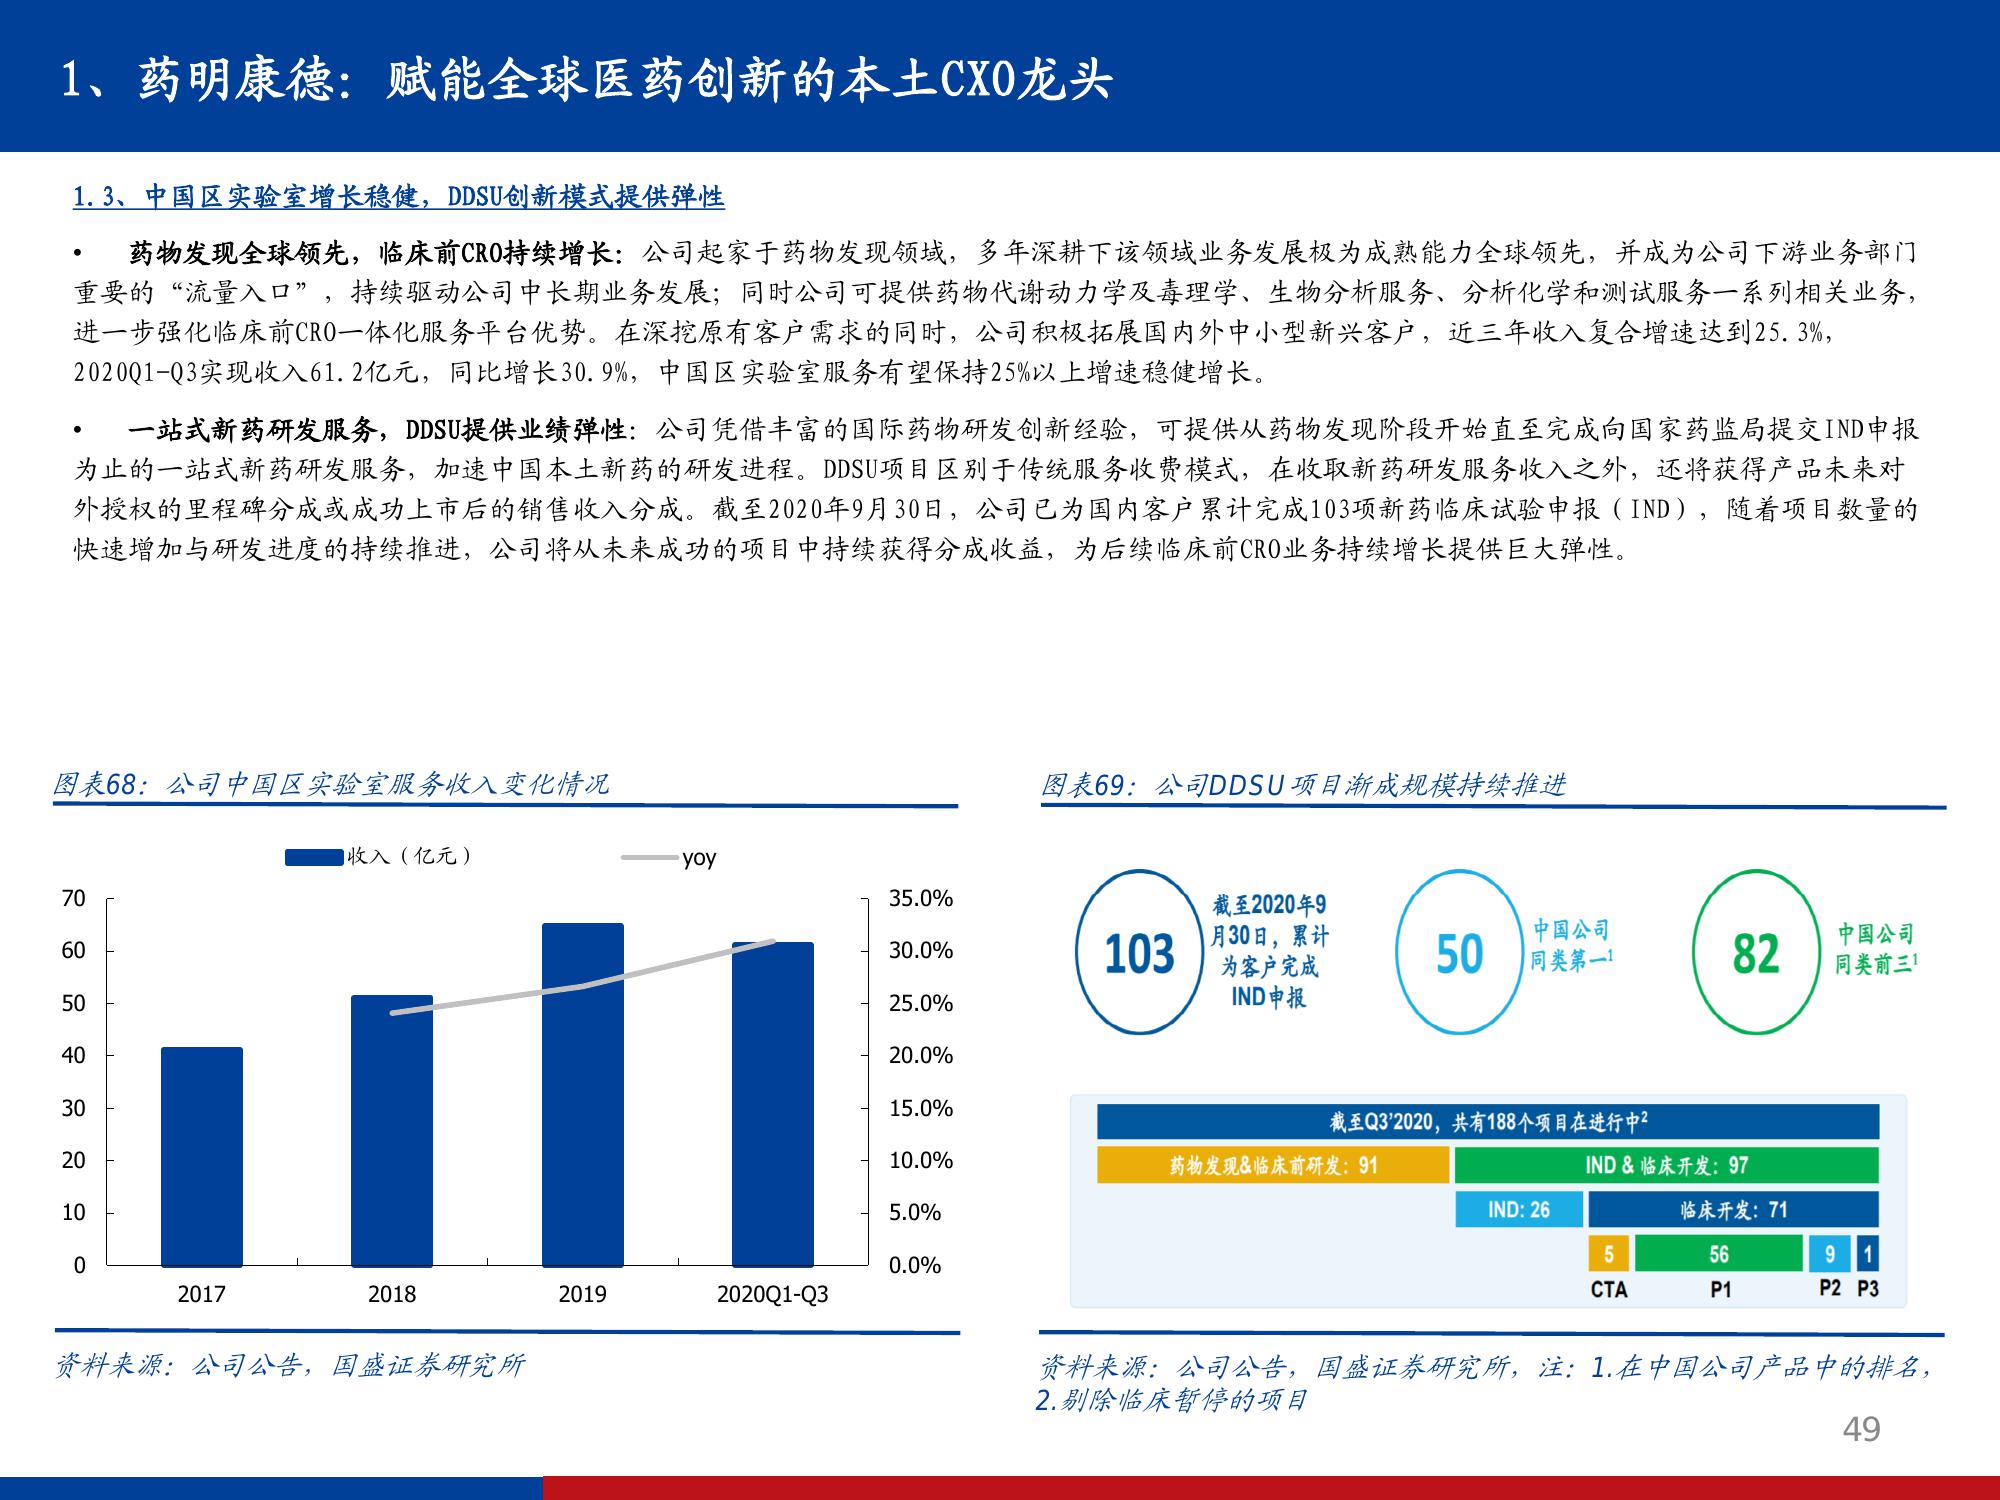 1、药明康德：赋能全球医药创新的本土CXO龙头
1.3、中国区实验室增长稳健，DDSU创新模式提供弹性
• 药物发现全球领先，临床前CRO持续增长：公司起家于药物发现领域，多年深耕下该领域业务发展极为成熟能力全球领先，并成为公司下游业务部门
重要的“流量入口”，持续驱动公司中长期业务发展；同时公司可提供药物代谢动力学及毒理学、生物分析服务、分析化学和测试服务一系列相关业务，
进一步强化临床前CRO一体化服务平台优势。在深挖原有客户需求的同时，公司积极拓展国内外中小型新兴客户，近三年收入复合增速达到25.3%，
2020Q1-Q3实现收入61.2亿元，同比增长30.9%，中国区实验室服务有望保持25%以上增速稳健增长。
• 一站式新药研发服务，DDSU提供业绩弹性：公司凭借丰富的国际药物研发创新经验，可提供从药物发现阶段开始直至完成向国家药监局提交IND申报
为止的一站式新药研发服务，加速中国本土新药的研发进程。DDSU项目区别于传统服务收费模式，在收取新药研发服务收入之外，还将获得产品未来对
外授权的里程碑分成或成功上市后的销售收入分成。截至2020年9月30日，公司已为国内客户累计完成103项新药临床试验申报（IND），随着项目数量的
快速增加与研发进度的持续推进，公司将从未来成功的项目中持续获得分成收益，为后续临床前CRO业务持续增长提供巨大弹性。
图表68：公司中国区实验室服务收入变化情况
收入（亿元） yoy
70 35.0%
60 30.0%
50 25.0%
40 20.0%
30 15.0%
20 10.0%
10 5.0%
0 0.0%
2017 2018 2019 2020Q1-Q3
资料来源：公司公告，国盛证券研究所
图表69：公司DDSU项目渐成规模持续推进
103
截至2020年9
月30日，累计
为客户完成
IND申报
50
中国公司
同类第一1
82
中国公司
同类前三1
截至Q3’2020，共有188个项目在进行中2
药物发现&临床前研发：91 IND & 临床开发：97
IND: 26 临床开发：71
5 56 9 1
CTA P1 P2 P3
资料来源：公司公告，国盛证券研究所，注：1.在中国公司产品中的排名，
2.剔除临床暂停的项目
49